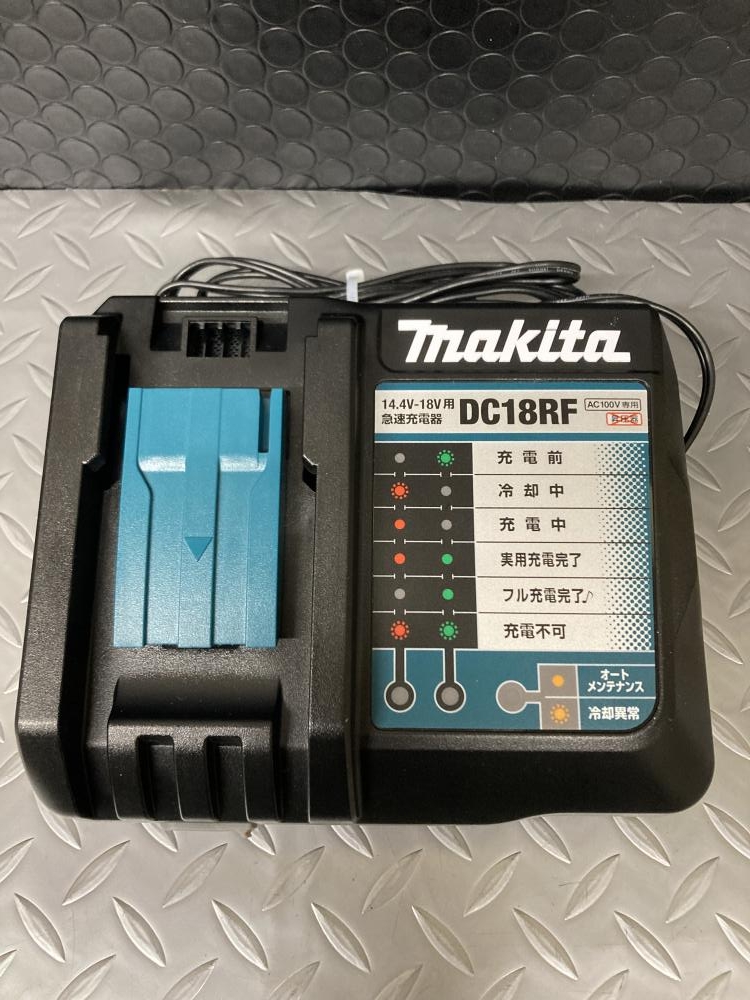 makita
14.4V-18V用
急速充電器 DC18RF
AC100V専用
昇圧器
充電前
冷却中
充電中
実用充電完了
フル充電完了♪
充電不可
オート
メンテナンス
冷却異常